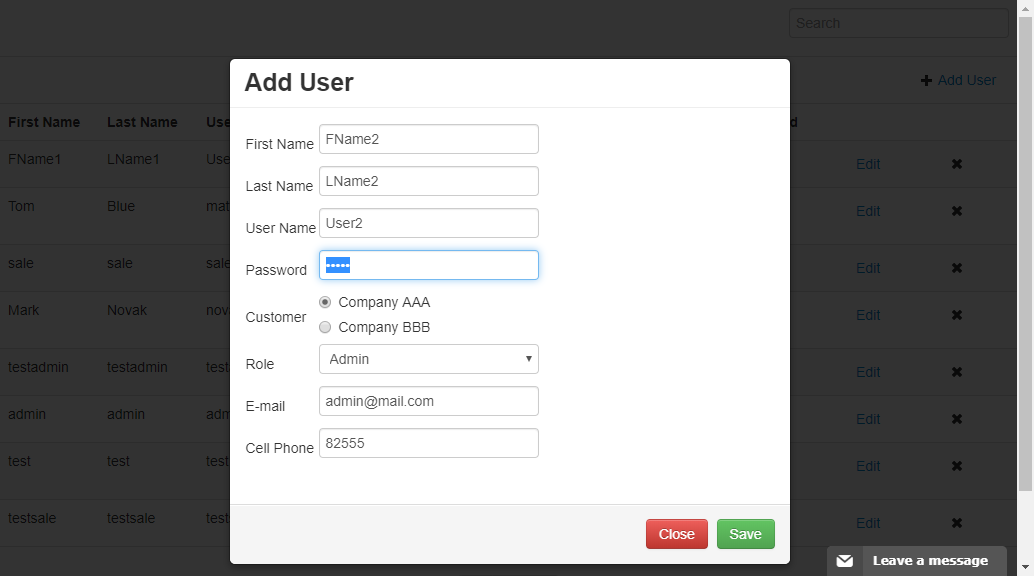 Search
Add User
Add User
First Name Last Name Use d
First Name FName2
FName1 LName1 Use Edit
Last Name LName2
Tom Blue mat Edit
User Name User2
sale sale sale Edit
Password •••••
Mark Novak nov Edit
Customer Company AAA
Company BBB
testadmin testadmin test Edit
Role Admin
admin admin adm Edit
E-mail admin@mail.com
test test test Edit
Cell Phone 82555
testsale testsale test Edit
Close Save
Leave a message